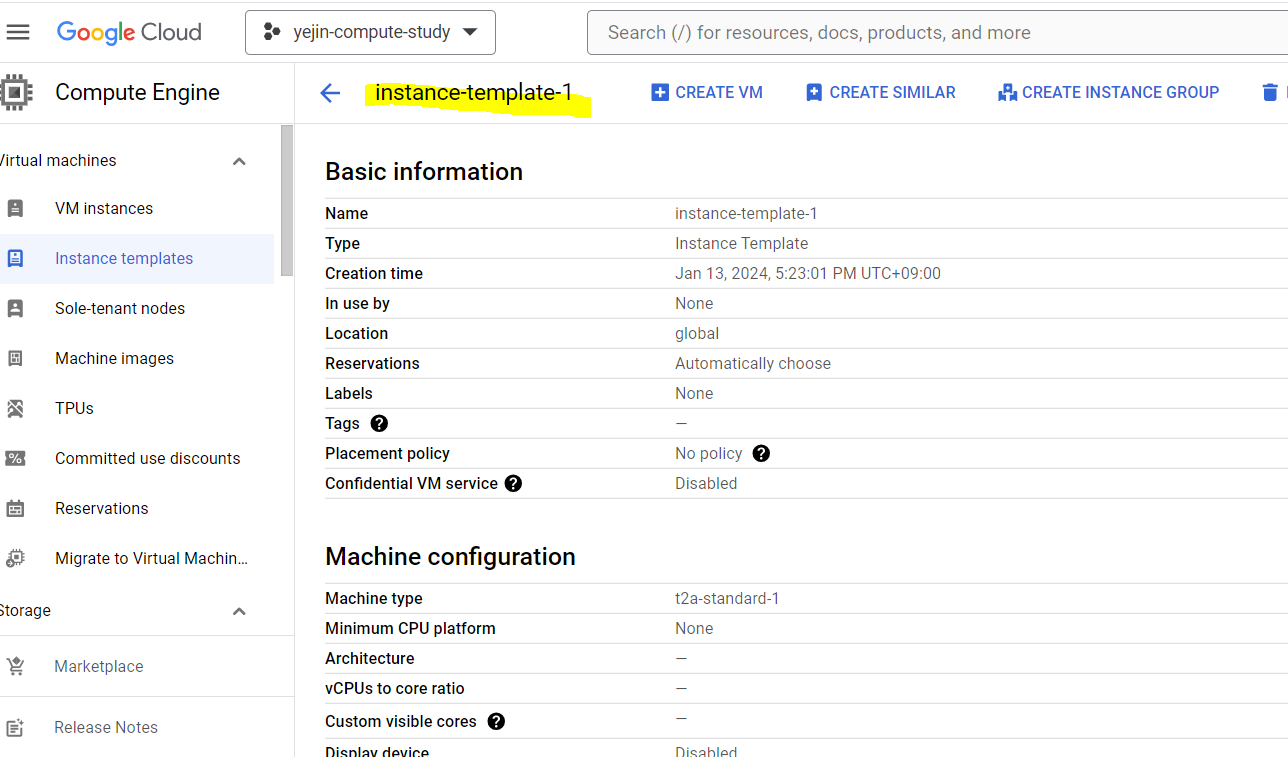 Google Cloud
yejin-compute-study
Search (/) for resources, docs, products, and more
Compute Engine
instance-template-1
CREATE VM
CREATE SIMILAR
CREATE INSTANCE GROUP
Virtual machines
VM instances
Instance templates
Sole-tenant nodes
Machine images
TPUs
Committed use discounts
Reservations
Migrate to Virtual Machin...
Storage
Marketplace
Release Notes
Basic information
Name instance-template-1
Type Instance Template
Creation time Jan 13, 2024, 5:23:01 PM UTC+09:00
In use by None
Location global
Reservations Automatically choose
Labels None
Tags —
Placement policy No policy
Confidential VM service Disabled
Machine configuration
Machine type t2a-standard-1
Minimum CPU platform None
Architecture —
vCPUs to core ratio —
Custom visible cores —
Display device Disabled